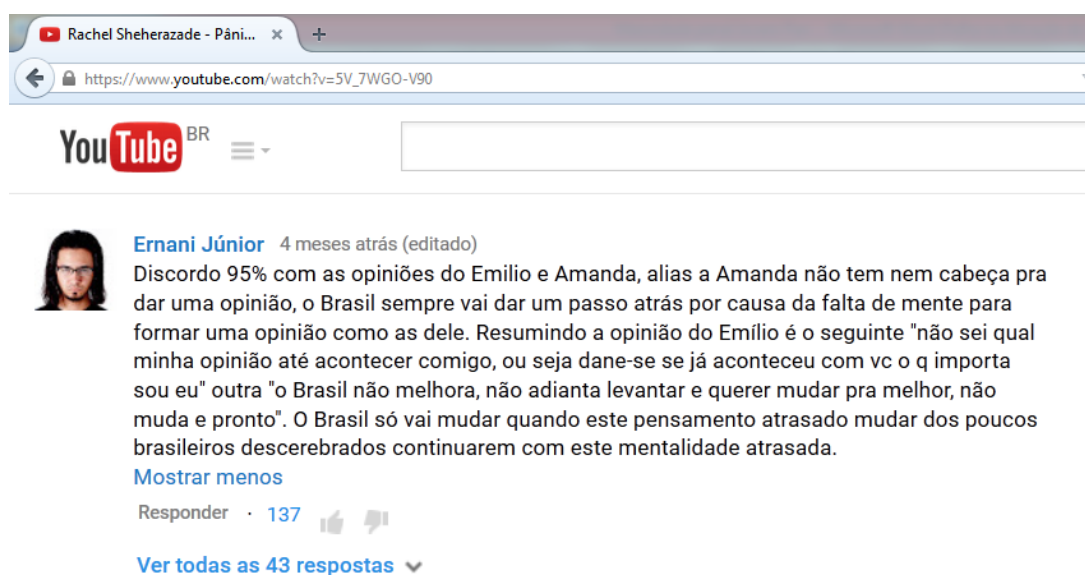 Rachel Sheherazade - Pâni...
https://www.youtube.com/watch?v=5V_7WGO-V90
YouTube BR
Ernani Júnior 4 meses atrás (editado)
Discordo 95% com as opiniões do Emilio e Amanda, alias a Amanda não tem nem cabeça pra
dar uma opinião, o Brasil sempre vai dar um passo atrás por causa da falta de mente para
formar uma opinião como as dele. Resumindo a opinião do Emílio é o seguinte "não sei qual
minha opinião até acontecer comigo, ou seja dane-se se já aconteceu com vc o q importa
sou eu" outra "o Brasil não melhora, não adianta levantar e querer mudar pra melhor, não
muda e pronto". O Brasil só vai mudar quando este pensamento atrasado mudar dos poucos
brasileiros descerebrados continuarem com este mentalidade atrasada.
Mostrar menos
Responder · 137
Ver todas as 43 respostas